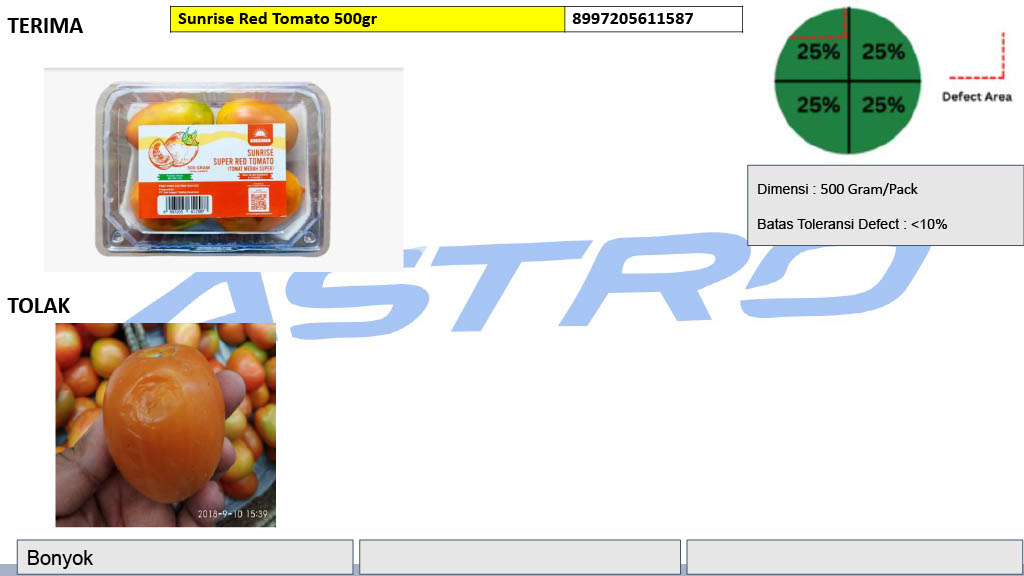 TERIMA
Sunrise Red Tomato 500gr
8997205611587
25%
25%
25%
25%
Defect Area
SUNRISE
SUPER RED TOMATO
(TOMAT MERAH SUPER)
500 GRAM
Dimensi : 500 Gram/Pack
Batas Toleransi Defect : <10%
ASTRO
TOLAK
2018-9-10 15:39
Bonyok